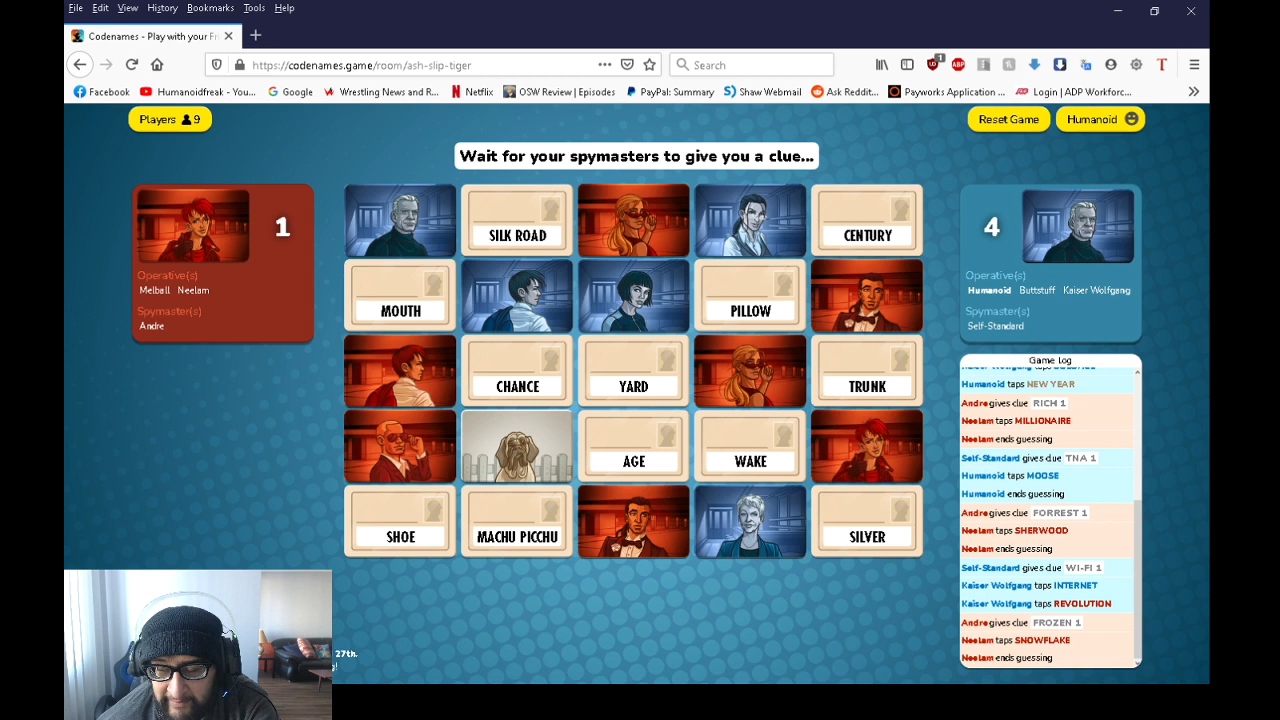 File Edit View History Bookmarks Tools Help
Codenames - Play with your Fri
https://codenames.game/room/ash-slip-tiger
Search
1
ABP
T
Facebook Humanoidfreak - You... Google Wrestling News and R... Netflix OSW Review | Episodes PayPal: Summary Shaw Webmail Ask Reddit... Payworks Application ... Login | ADP Workforc...
Players 9
Reset Game
Humanoid
Wait for your spymasters to give you a clue...
1
Operative(s)
Melball Neelam
Spymaster(s)
Andre
SILK ROAD
CENTURY
MOUTH
PILLOW
CHANCE
YARD
TRUNK
AGE
WAKE
SHOE
MACHU PICCHU
SILVER
4
Operative(s)
Humanoid Buttstuff Kaiser Wolfgang
Spymaster(s)
Self-Standard
Game Log
Humanoid taps NEW YEAR
Andre gives clue RICH 1
Neelam taps MILLIONAIRE
Neelam ends guessing
Self-Standard gives clue TNA 1
Humanoid taps MOOSE
Humanoid ends guessing
Andre gives clue FORREST 1
Neelam taps SHERWOOD
Neelam ends guessing
Self-Standard gives clue WI-FI 1
Kaiser Wolfgang taps INTERNET
Kaiser Wolfgang taps REVOLUTION
Andre gives clue FROZEN 1
Neelam taps SNOWFLAKE
Neelam ends guessing
27th.